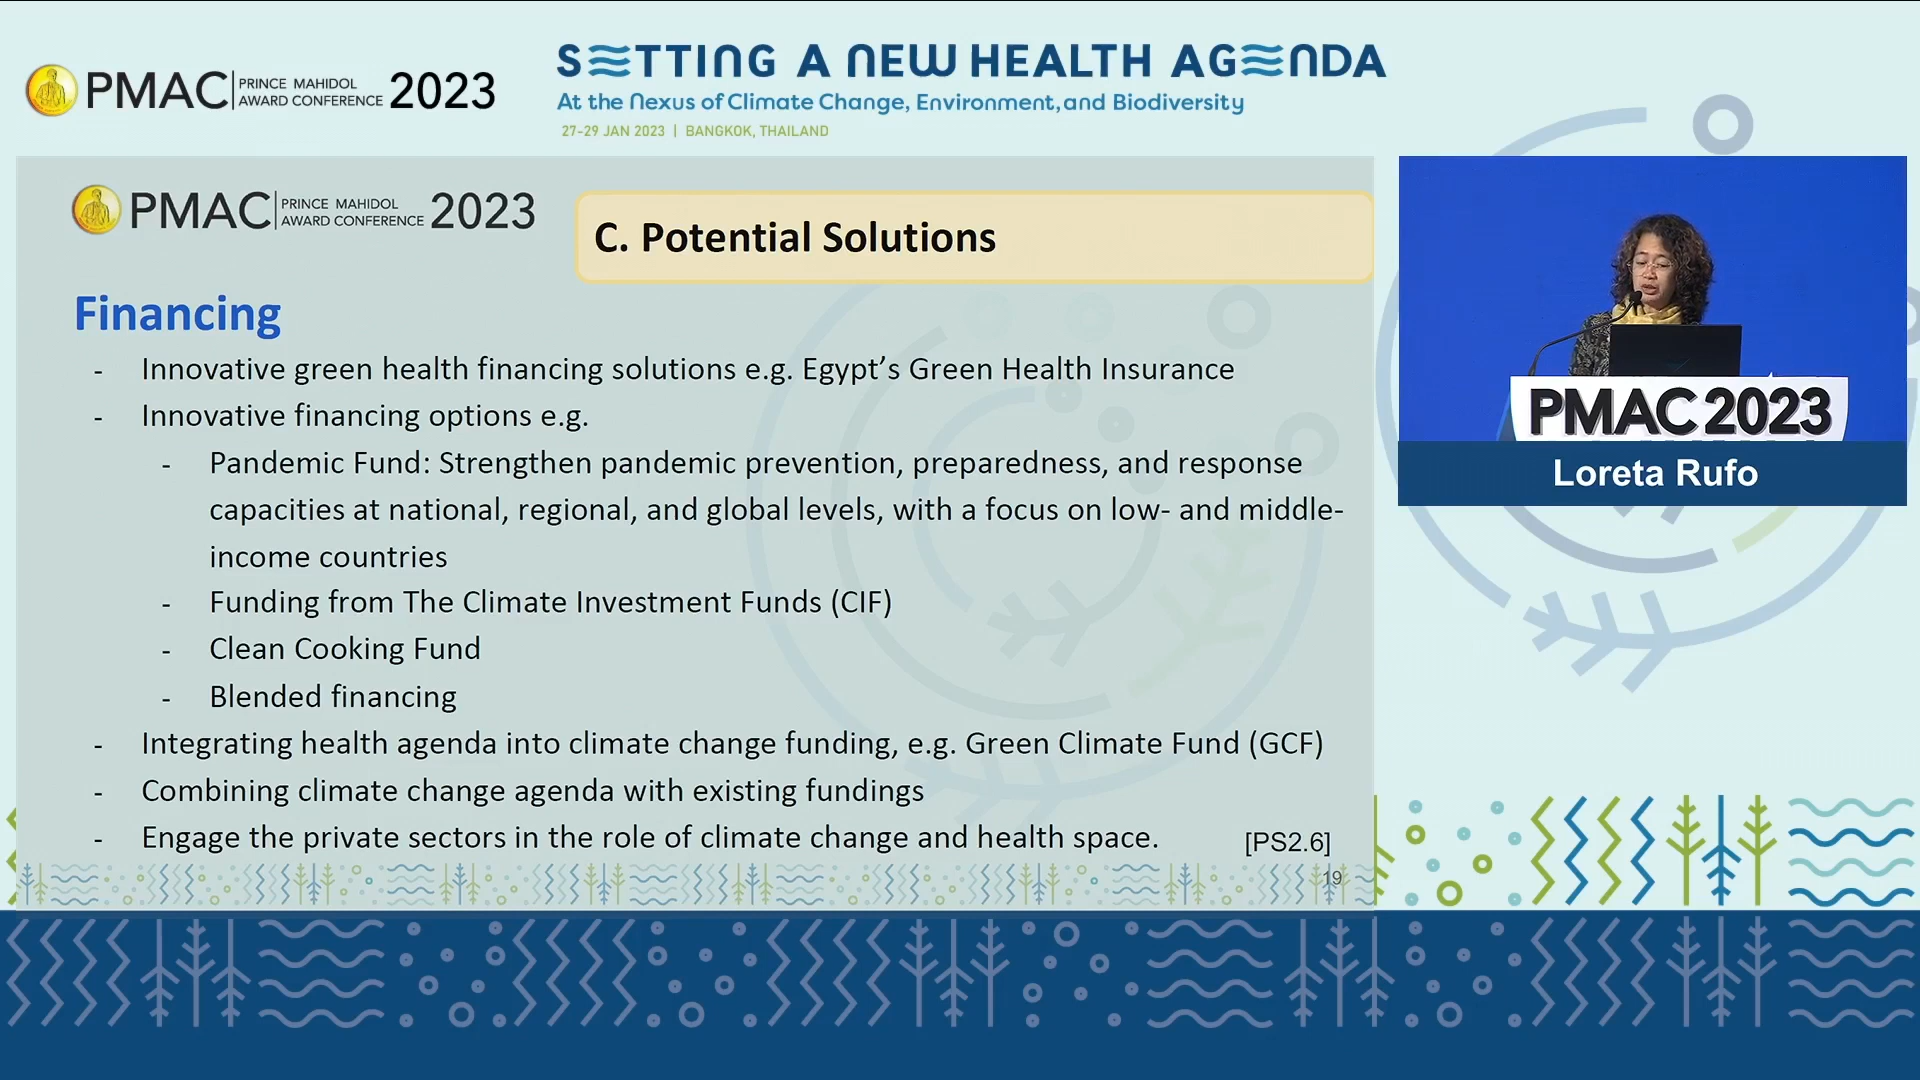 PMAC PRINCE MAHIDOL AWARD CONFERENCE 2023
SETTING A NEW HEALTH AGENDA
At the Nexus of Climate Change, Environment, and Biodiversity
27-29 JAN 2023 | BANGKOK, THAILAND
PMAC PRINCE MAHIDOL AWARD CONFERENCE 2023
C. Potential Solutions
Financing
- Innovative green health financing solutions e.g. Egypt’s Green Health Insurance
- Innovative financing options e.g.
- Pandemic Fund: Strengthen pandemic prevention, preparedness, and response
capacities at national, regional, and global levels, with a focus on low- and middle-
income countries
- Funding from The Climate Investment Funds (CIF)
- Clean Cooking Fund
- Blended financing
- Integrating health agenda into climate change funding, e.g. Green Climate Fund (GCF)
- Combining climate change agenda with existing fundings
- Engage the private sectors in the role of climate change and health space.
[PS2.6]
19
PMAC 2023
Loreta Rufo